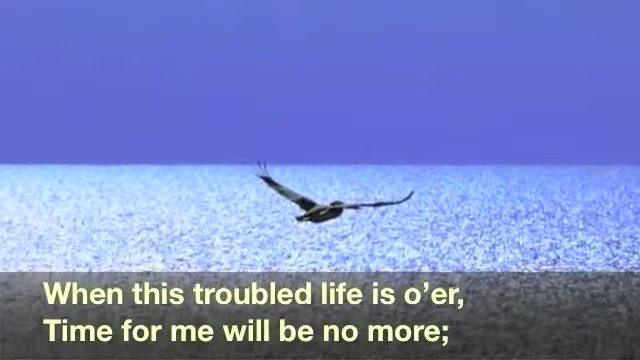 When this troubled life is o’er,
Time for me will be no more;